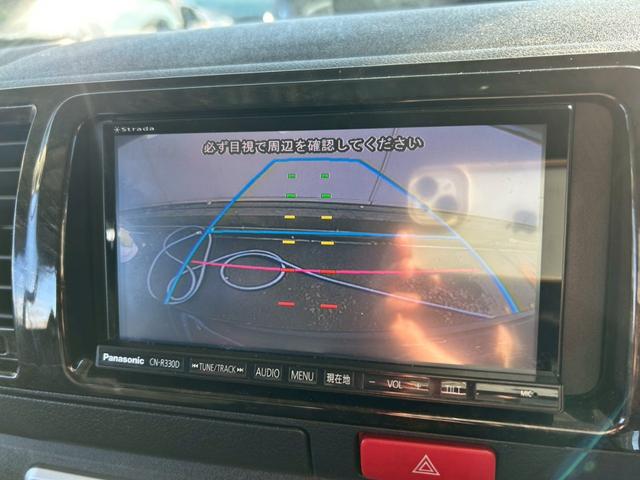 Strada
必ず目視で周辺を確認してください
Panasonic CN-R330D TUNE/TRACK AUDIO MENU 現在地 − VOL + MIC